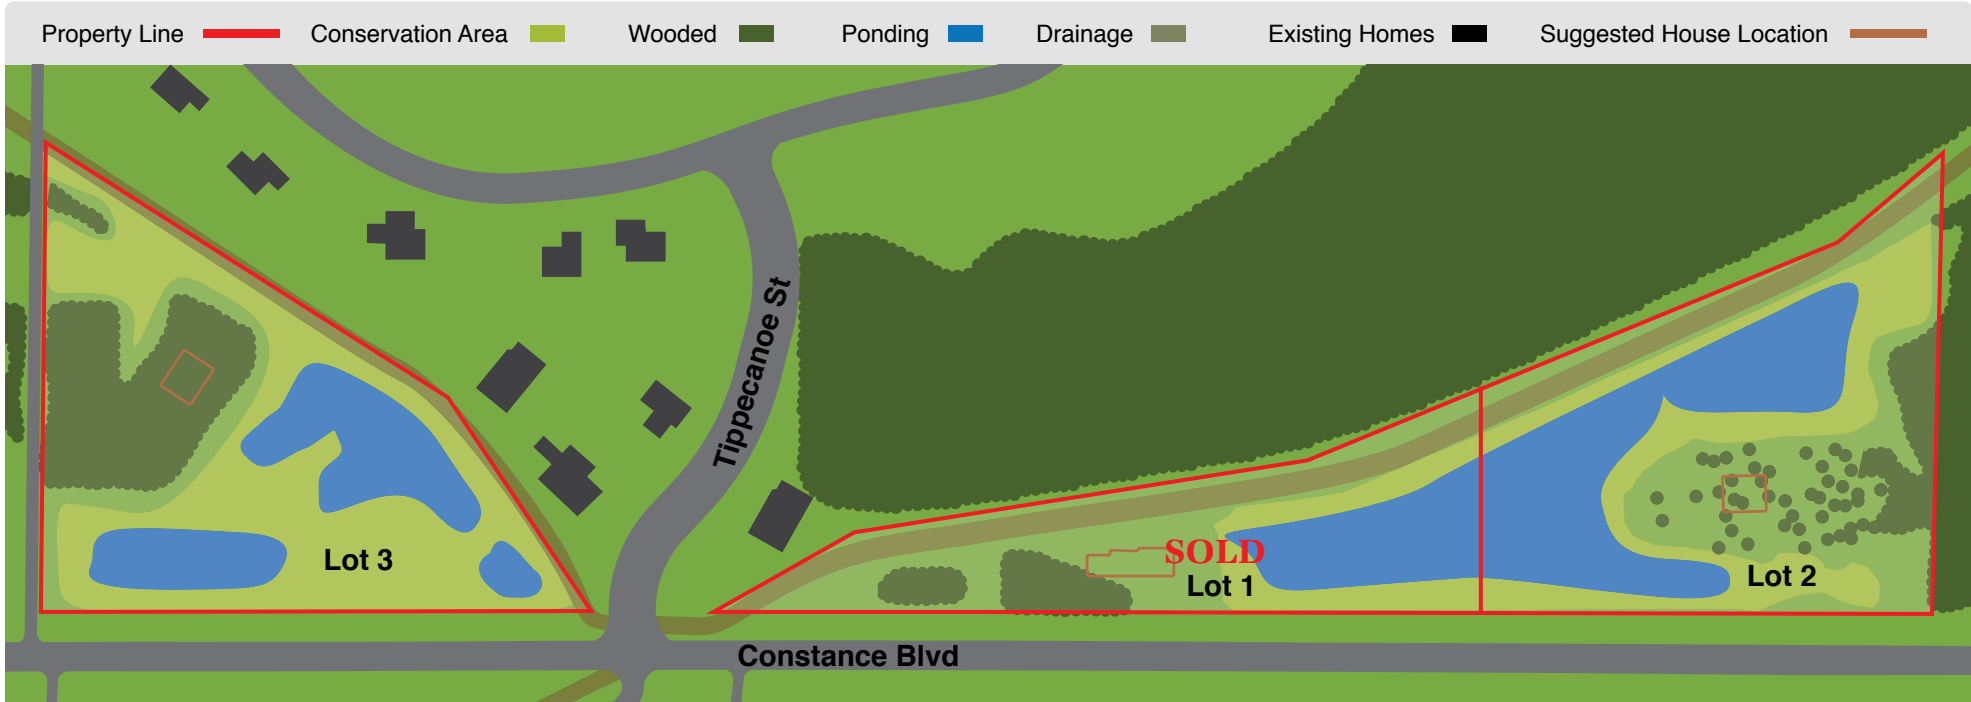 Property Line Conservation Area Wooded Ponding Drainage Existing Homes Suggested House Location
Tippecanoe St
SOLD
Lot 3
Lot 1
Lot 2
Constance Blvd